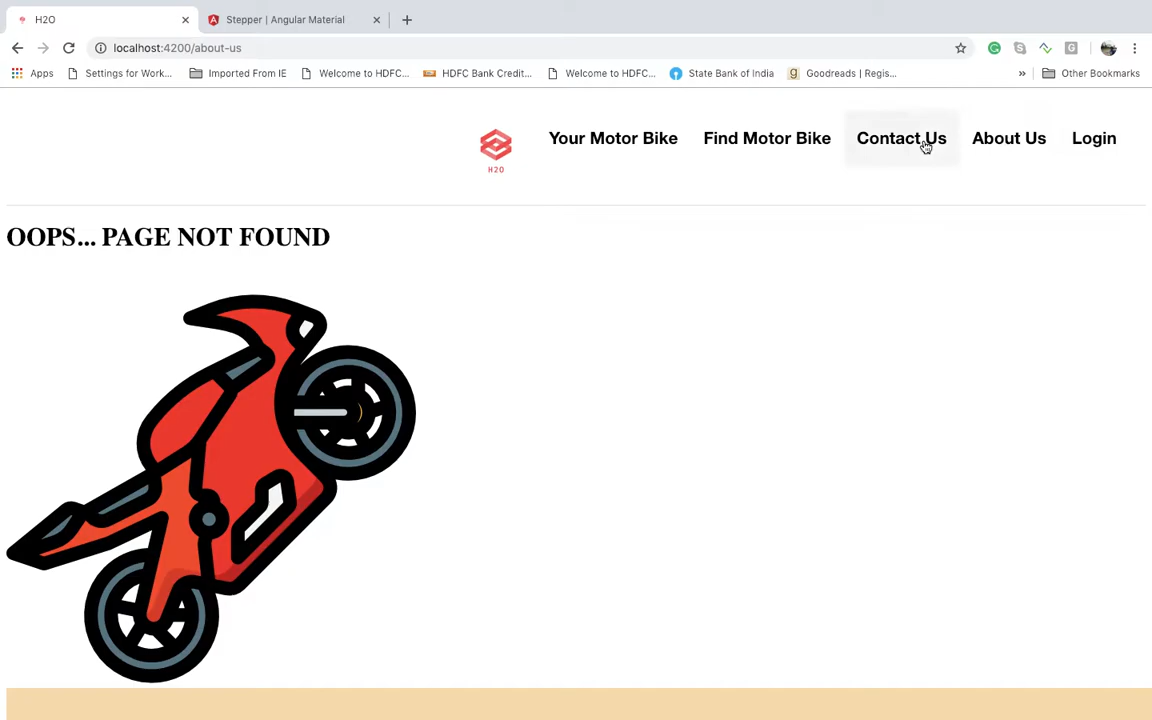 H2O
Stepper | Angular Material
localhost:4200/about-us
Apps
Settings for Work...
Imported From IE
Welcome to HDFC...
HDFC Bank Credit...
Welcome to HDFC...
State Bank of India
Goodreads | Regis...
»
Other Bookmarks
H2O
Your Motor Bike
Find Motor Bike
Contact Us
About Us
Login
OOPS... PAGE NOT FOUND